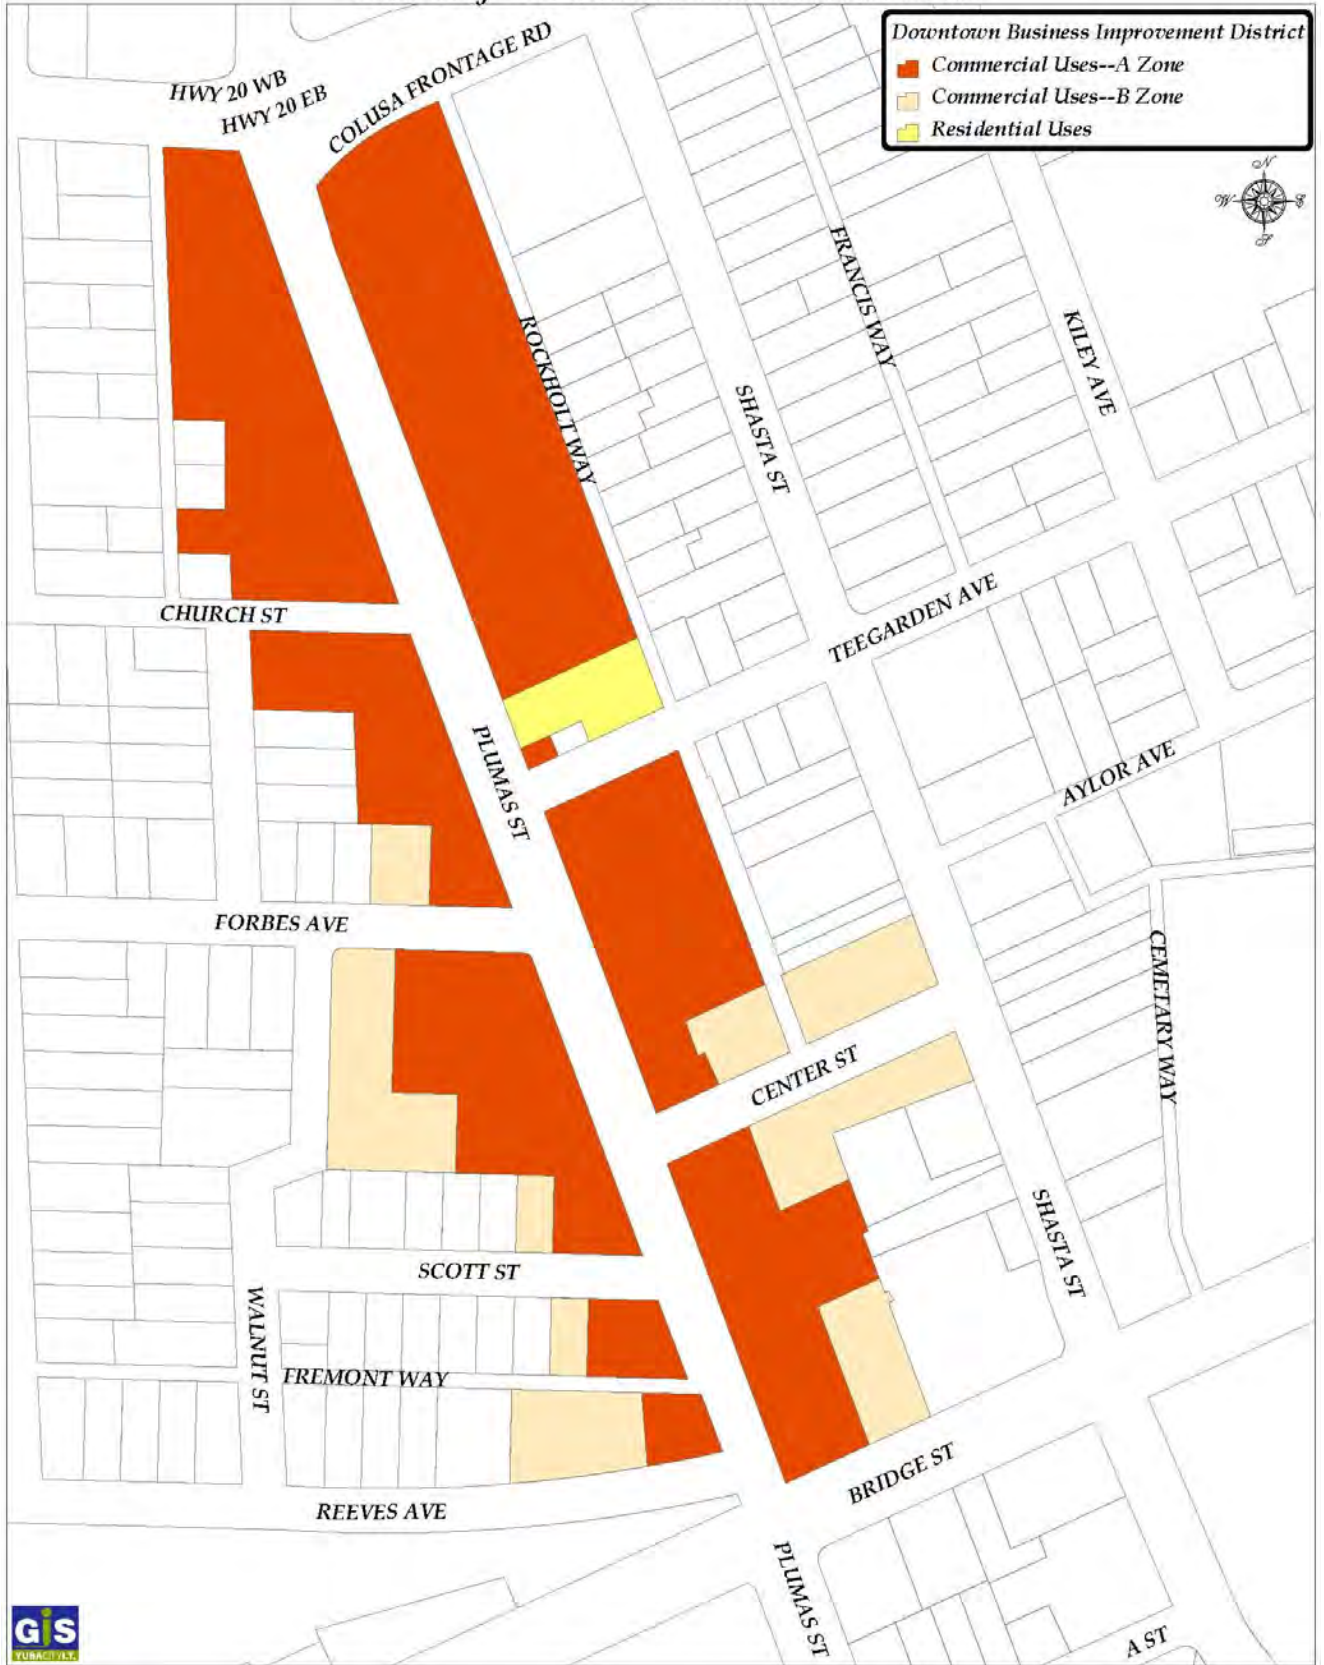 Downtown Business Improvement District
Commercial Uses--A Zone
Commercial Uses--B Zone
Residential Uses
N
W
E
S
HWY 20 WB
HWY 20 EB
COLUSA FRONTAGE RD
ROCKHOLT WAY
FRANCIS WAY
KILEY AVE
SHASTA ST
CHURCH ST
TEEGARDEN AVE
PLUMAS ST
AYLOR AVE
FORBES AVE
CEMETARY WAY
CENTER ST
SHASTA ST
SCOTT ST
WALNUT ST
FREMONT WAY
BRIDGE ST
REEVES AVE
PLUMAS ST
A ST
GIS
YUBA CITY I.T.